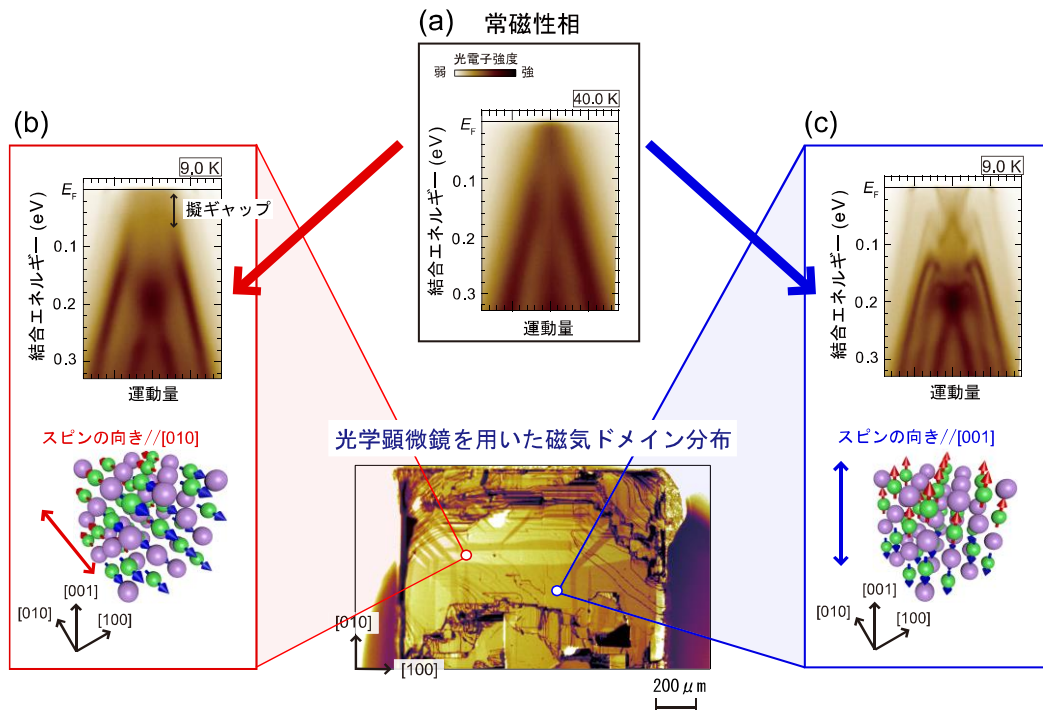 (a) 常磁性相
光電子強度
弱 強
40.0 K
E_F
0.1
0.2
0.3
結合エネルギー (eV)
運動量
(b)
9.0 K
E_F
擬ギャップ
0.1
0.2
0.3
結合エネルギー (eV)
運動量
スピンの向き//[010]
[001]
[010]
[100]
(c)
9.0 K
E_F
0.1
0.2
0.3
結合エネルギー (eV)
運動量
スピンの向き//[001]
[001]
[010]
[100]
光学顕微鏡を用いた磁気ドメイン分布
[010]
[100]
200μm